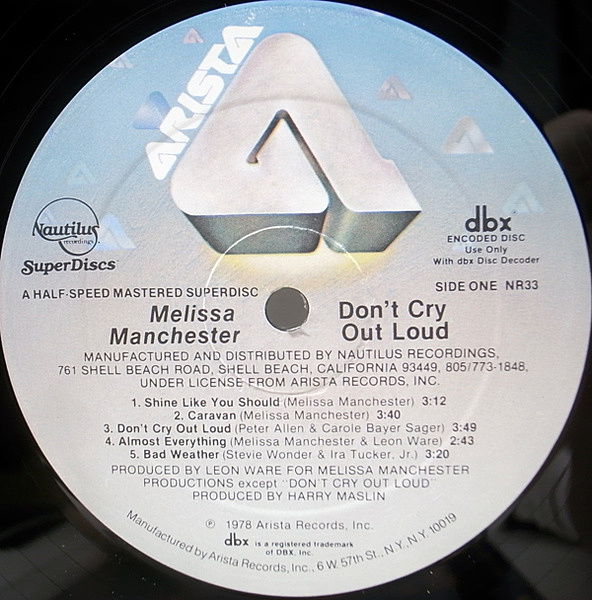 ARISTA™
Nautilus
recordings
SuperDiscs
dbx®
ENCODED DISC
Use Only
With dbx Disc Decoder
A HALF-SPEED MASTERED SUPERDISC
SIDE ONE NR33
Melissa
Manchester
Don't Cry
Out Loud
MANUFACTURED AND DISTRIBUTED BY NAUTILUS RECORDINGS,
761 SHELL BEACH ROAD, SHELL BEACH, CALIFORNIA 93449, 805/773-1848,
UNDER LICENSE FROM ARISTA RECORDS, INC.
1. Shine Like You Should (Melissa Manchester) 3:12
2. Caravan (Melissa Manchester) 3:40
3. Don't Cry Out Loud (Peter Allen & Carole Bayer Sager) 3:49
4. Almost Everything (Melissa Manchester & Leon Ware) 2:43
5. Bad Weather (Stevie Wonder & Ira Tucker, Jr.) 3:20
PRODUCED BY LEON WARE FOR MELISSA MANCHESTER
PRODUCTIONS except "DON'T CRY OUT LOUD"
PRODUCED BY HARRY MASLIN
℗ 1978 Arista Records, Inc.
dbx is a registered trademark
of DBX, Inc.
Manufactured by Arista Records, Inc., 6 W. 57th St., N.Y., N.Y. 10019